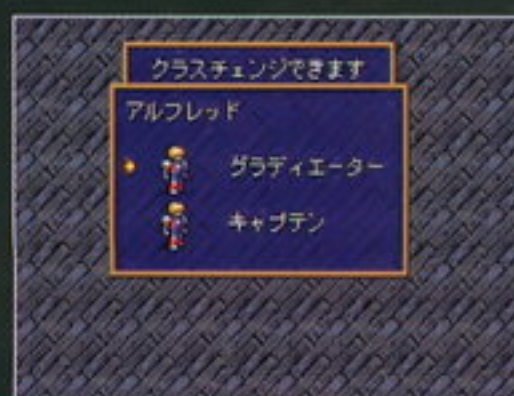 クラスチェンジできます
アルフレッド
グラディエーター
キャプテン